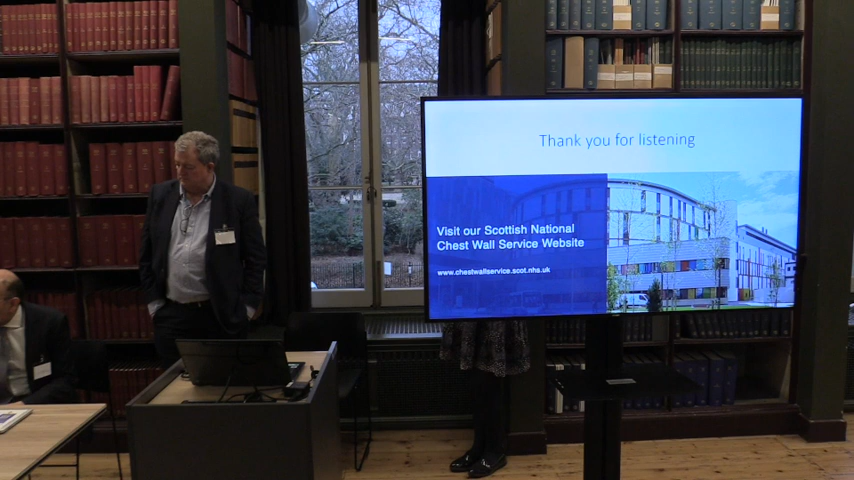 Thank you for listening
Visit our Scottish National
Chest Wall Service Website
www.chestwallservice.scot.nhs.uk